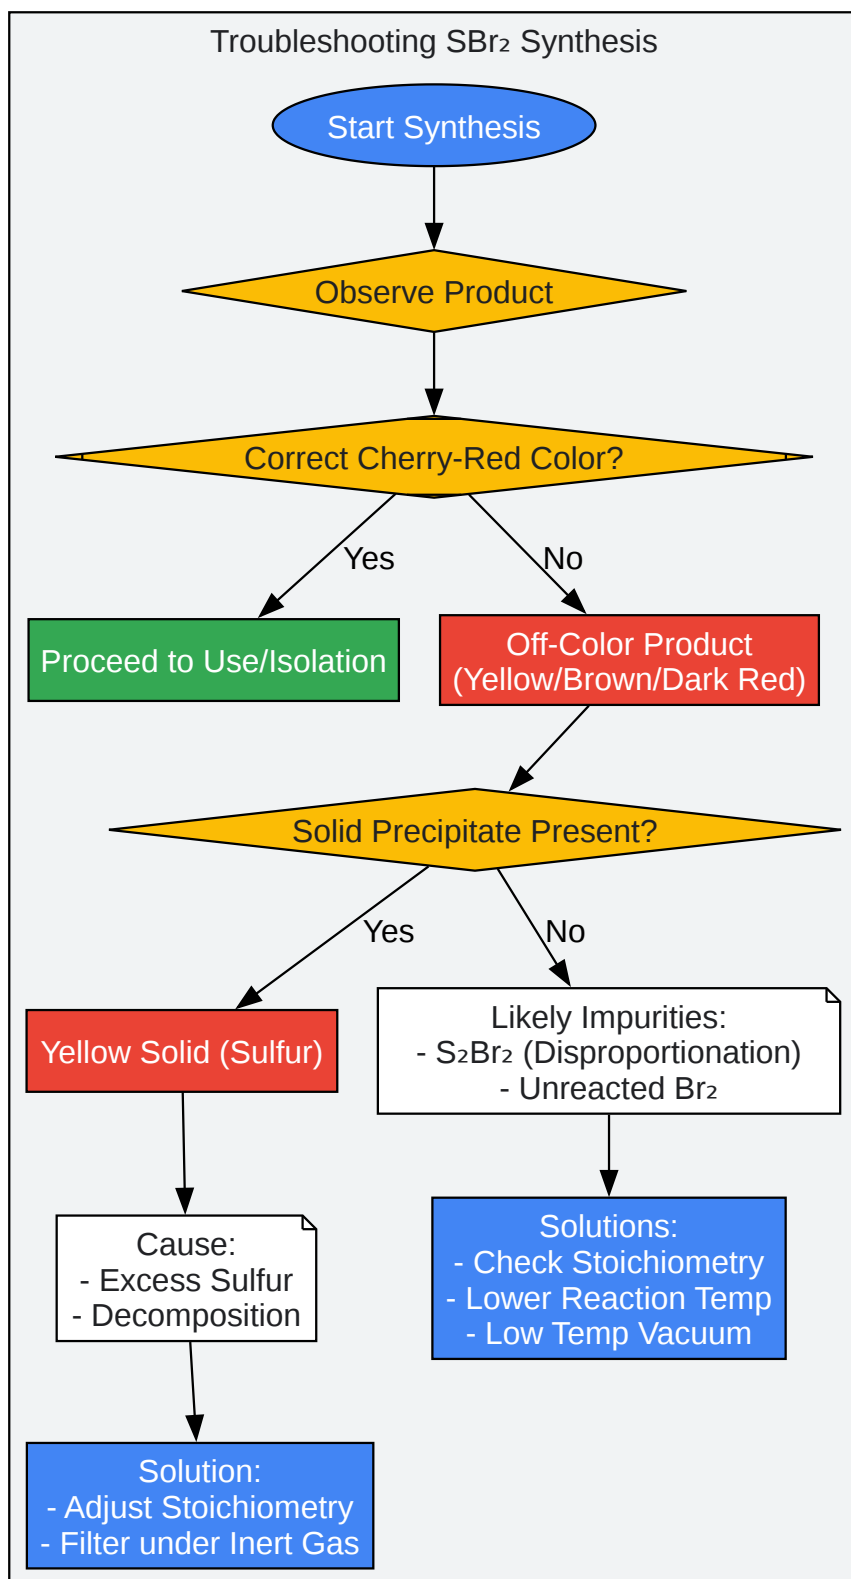 Troubleshooting SBr₂ Synthesis
Start Synthesis
Observe Product
Correct Cherry-Red Color?
Yes
No
Proceed to Use/Isolation
Off-Color Product
(Yellow/Brown/Dark Red)
Solid Precipitate Present?
Yes
No
Yellow Solid (Sulfur)
Likely Impurities:
- S₂Br₂ (Disproportionation)
- Unreacted Br₂
Cause:
- Excess Sulfur
- Decomposition
Solutions:
- Check Stoichiometry
- Lower Reaction Temp
- Low Temp Vacuum
Solution:
- Adjust Stoichiometry
- Filter under Inert Gas